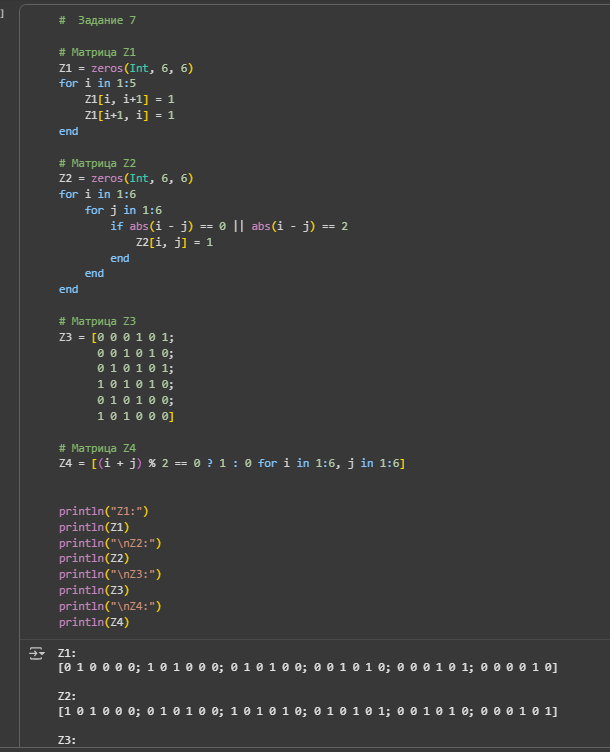 ]
#  Задание 7
# Матрица Z1
Z1 = zeros(Int, 6, 6)
for i in 1:5
    Z1[i, i+1] = 1
    Z1[i+1, i] = 1
end
# Матрица Z2
Z2 = zeros(Int, 6, 6)
for i in 1:6
    for j in 1:6
        if abs(i - j) == 0 || abs(i - j) == 2
            Z2[i, j] = 1
        end
    end
end
# Матрица Z3
Z3 = [0 0 0 1 0 1;
      0 0 1 0 1 0;
      0 1 0 1 0 1;
      1 0 1 0 1 0;
      0 1 0 1 0 0;
      1 0 1 0 0 0]
# Матрица Z4
Z4 = [(i + j) % 2 == 0 ? 1 : 0 for i in 1:6, j in 1:6]
println("Z1:")
println(Z1)
println("\nZ2:")
println(Z2)
println("\nZ3:")
println(Z3)
println("\nZ4:")
println(Z4)
Z1:
[0 1 0 0 0 0; 1 0 1 0 0 0; 0 1 0 1 0 0; 0 0 1 0 1 0; 0 0 0 1 0 1; 0 0 0 0 1 0]
Z2:
[1 0 1 0 0 0; 0 1 0 1 0 0; 1 0 1 0 1 0; 0 1 0 1 0 1; 0 0 1 0 1 0; 0 0 0 1 0 1]
Z3: